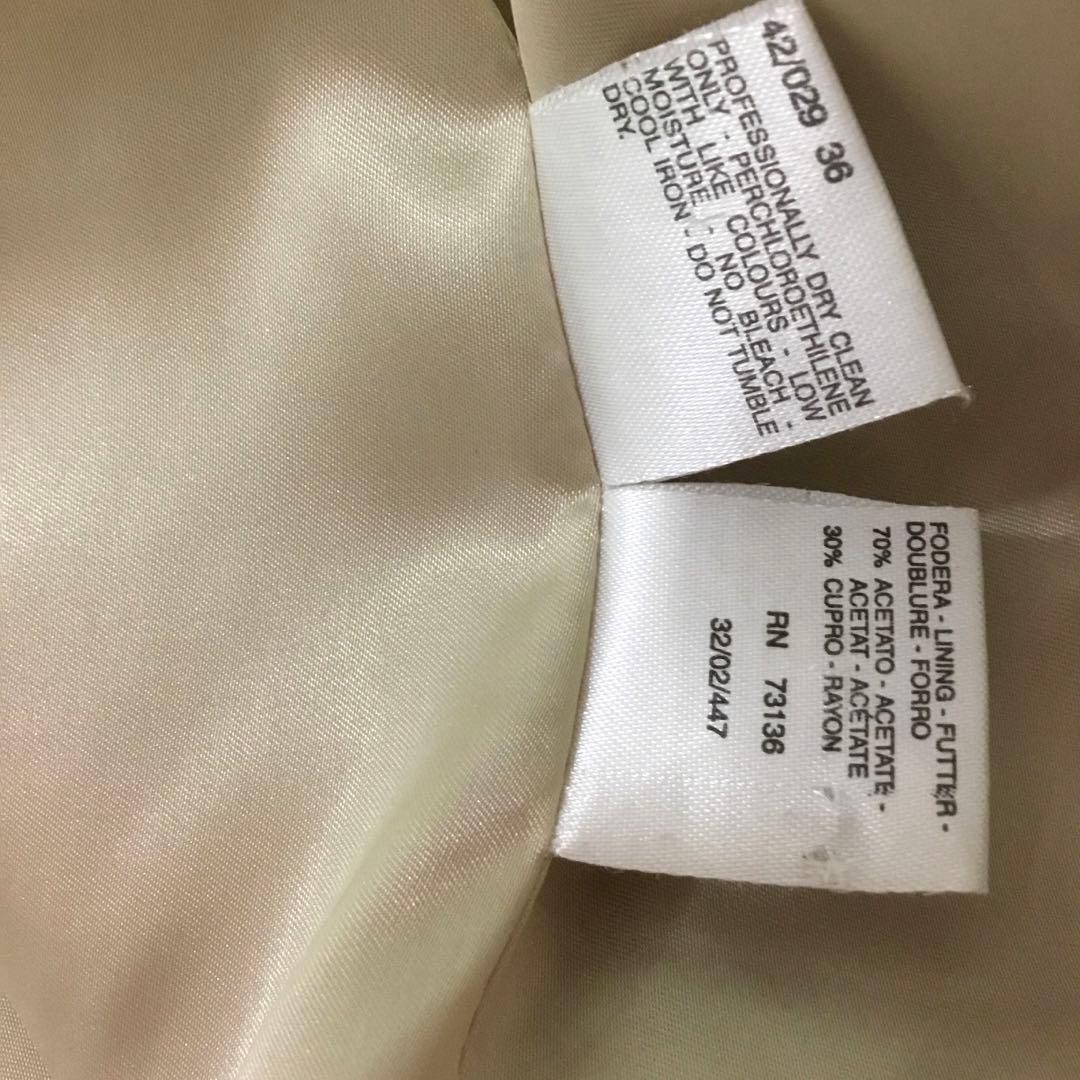 42/029 36
PROFESSIONALLY DRY CLEAN
ONLY - PERCHLOROETHILENE
WITH LIKE COLOURS - LOW
MOISTURE - NO BLEACH -
COOL IRON - DO NOT TUMBLE
DRY.
FODERA - LINING - FUTTER -
DOUBLURE - FORRO
70% ACETATO - ACETATE -
ACETAT - ACÉTATE
30% CUPRO - RAYON
RN 73136
32/02/447